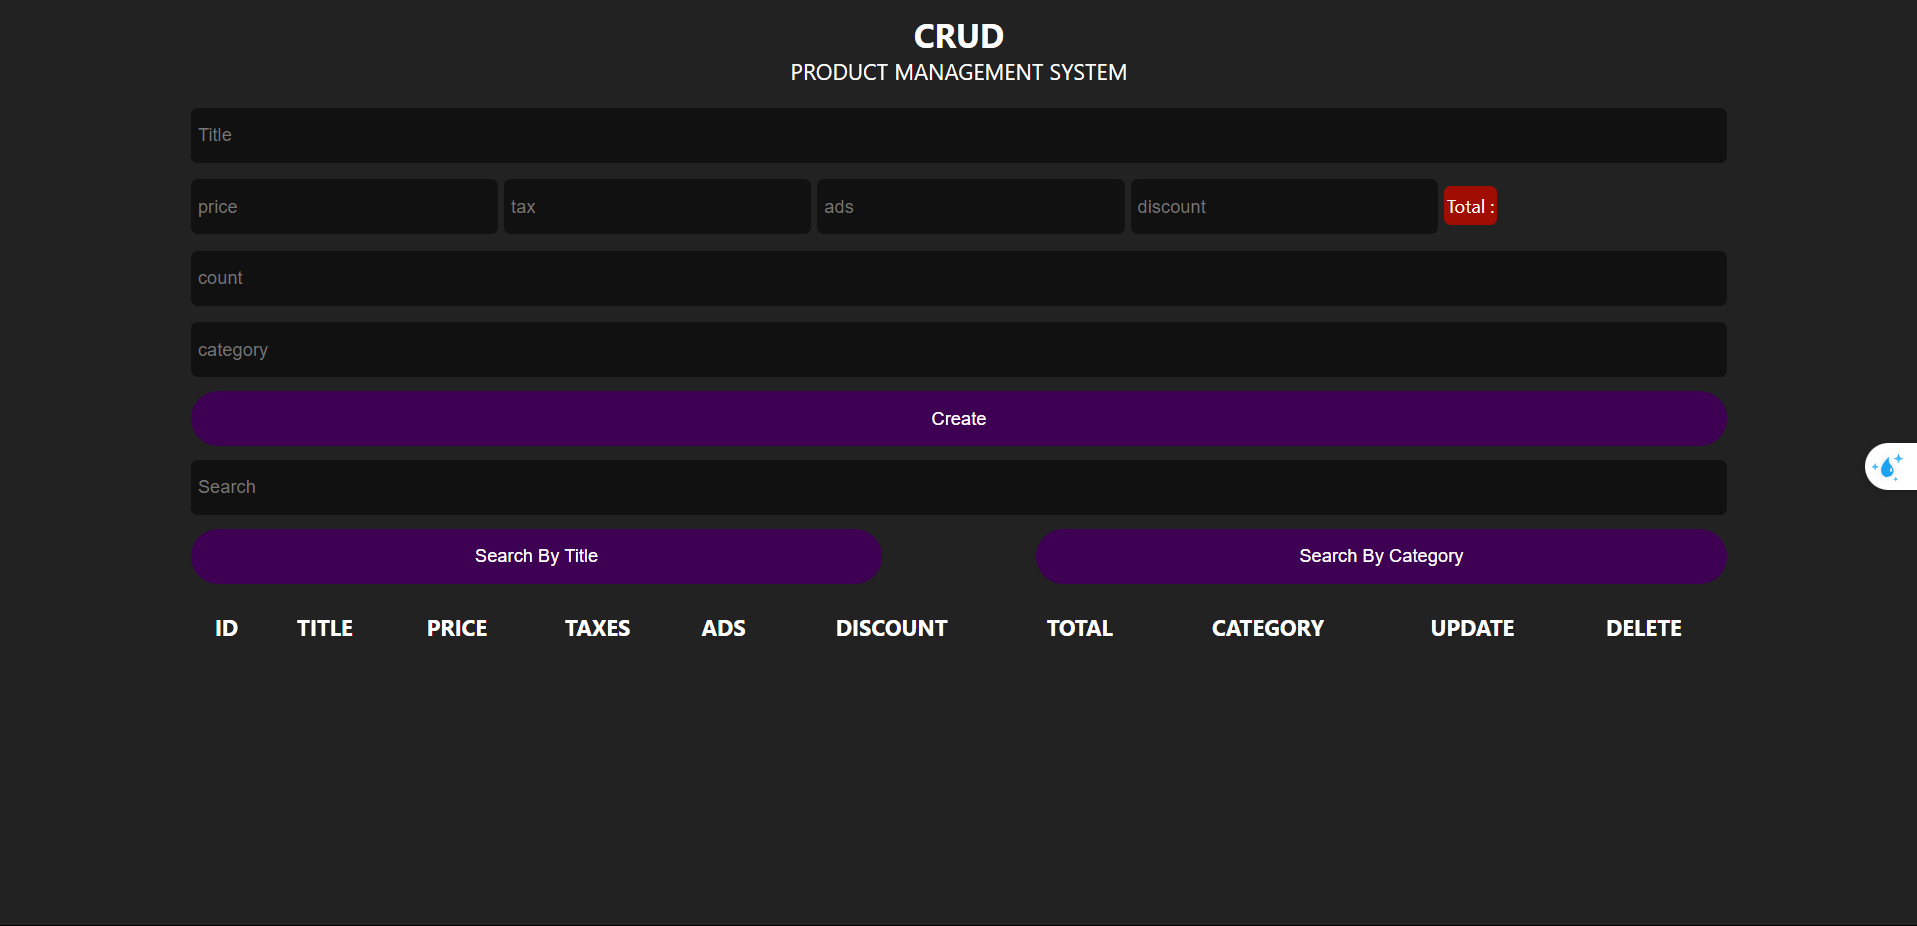 CRUD
PRODUCT MANAGEMENT SYSTEM
Title
price tax ads discount Total :
count
category
Create
Search
Search By Title Search By Category
ID TITLE PRICE TAXES ADS DISCOUNT TOTAL CATEGORY UPDATE DELETE